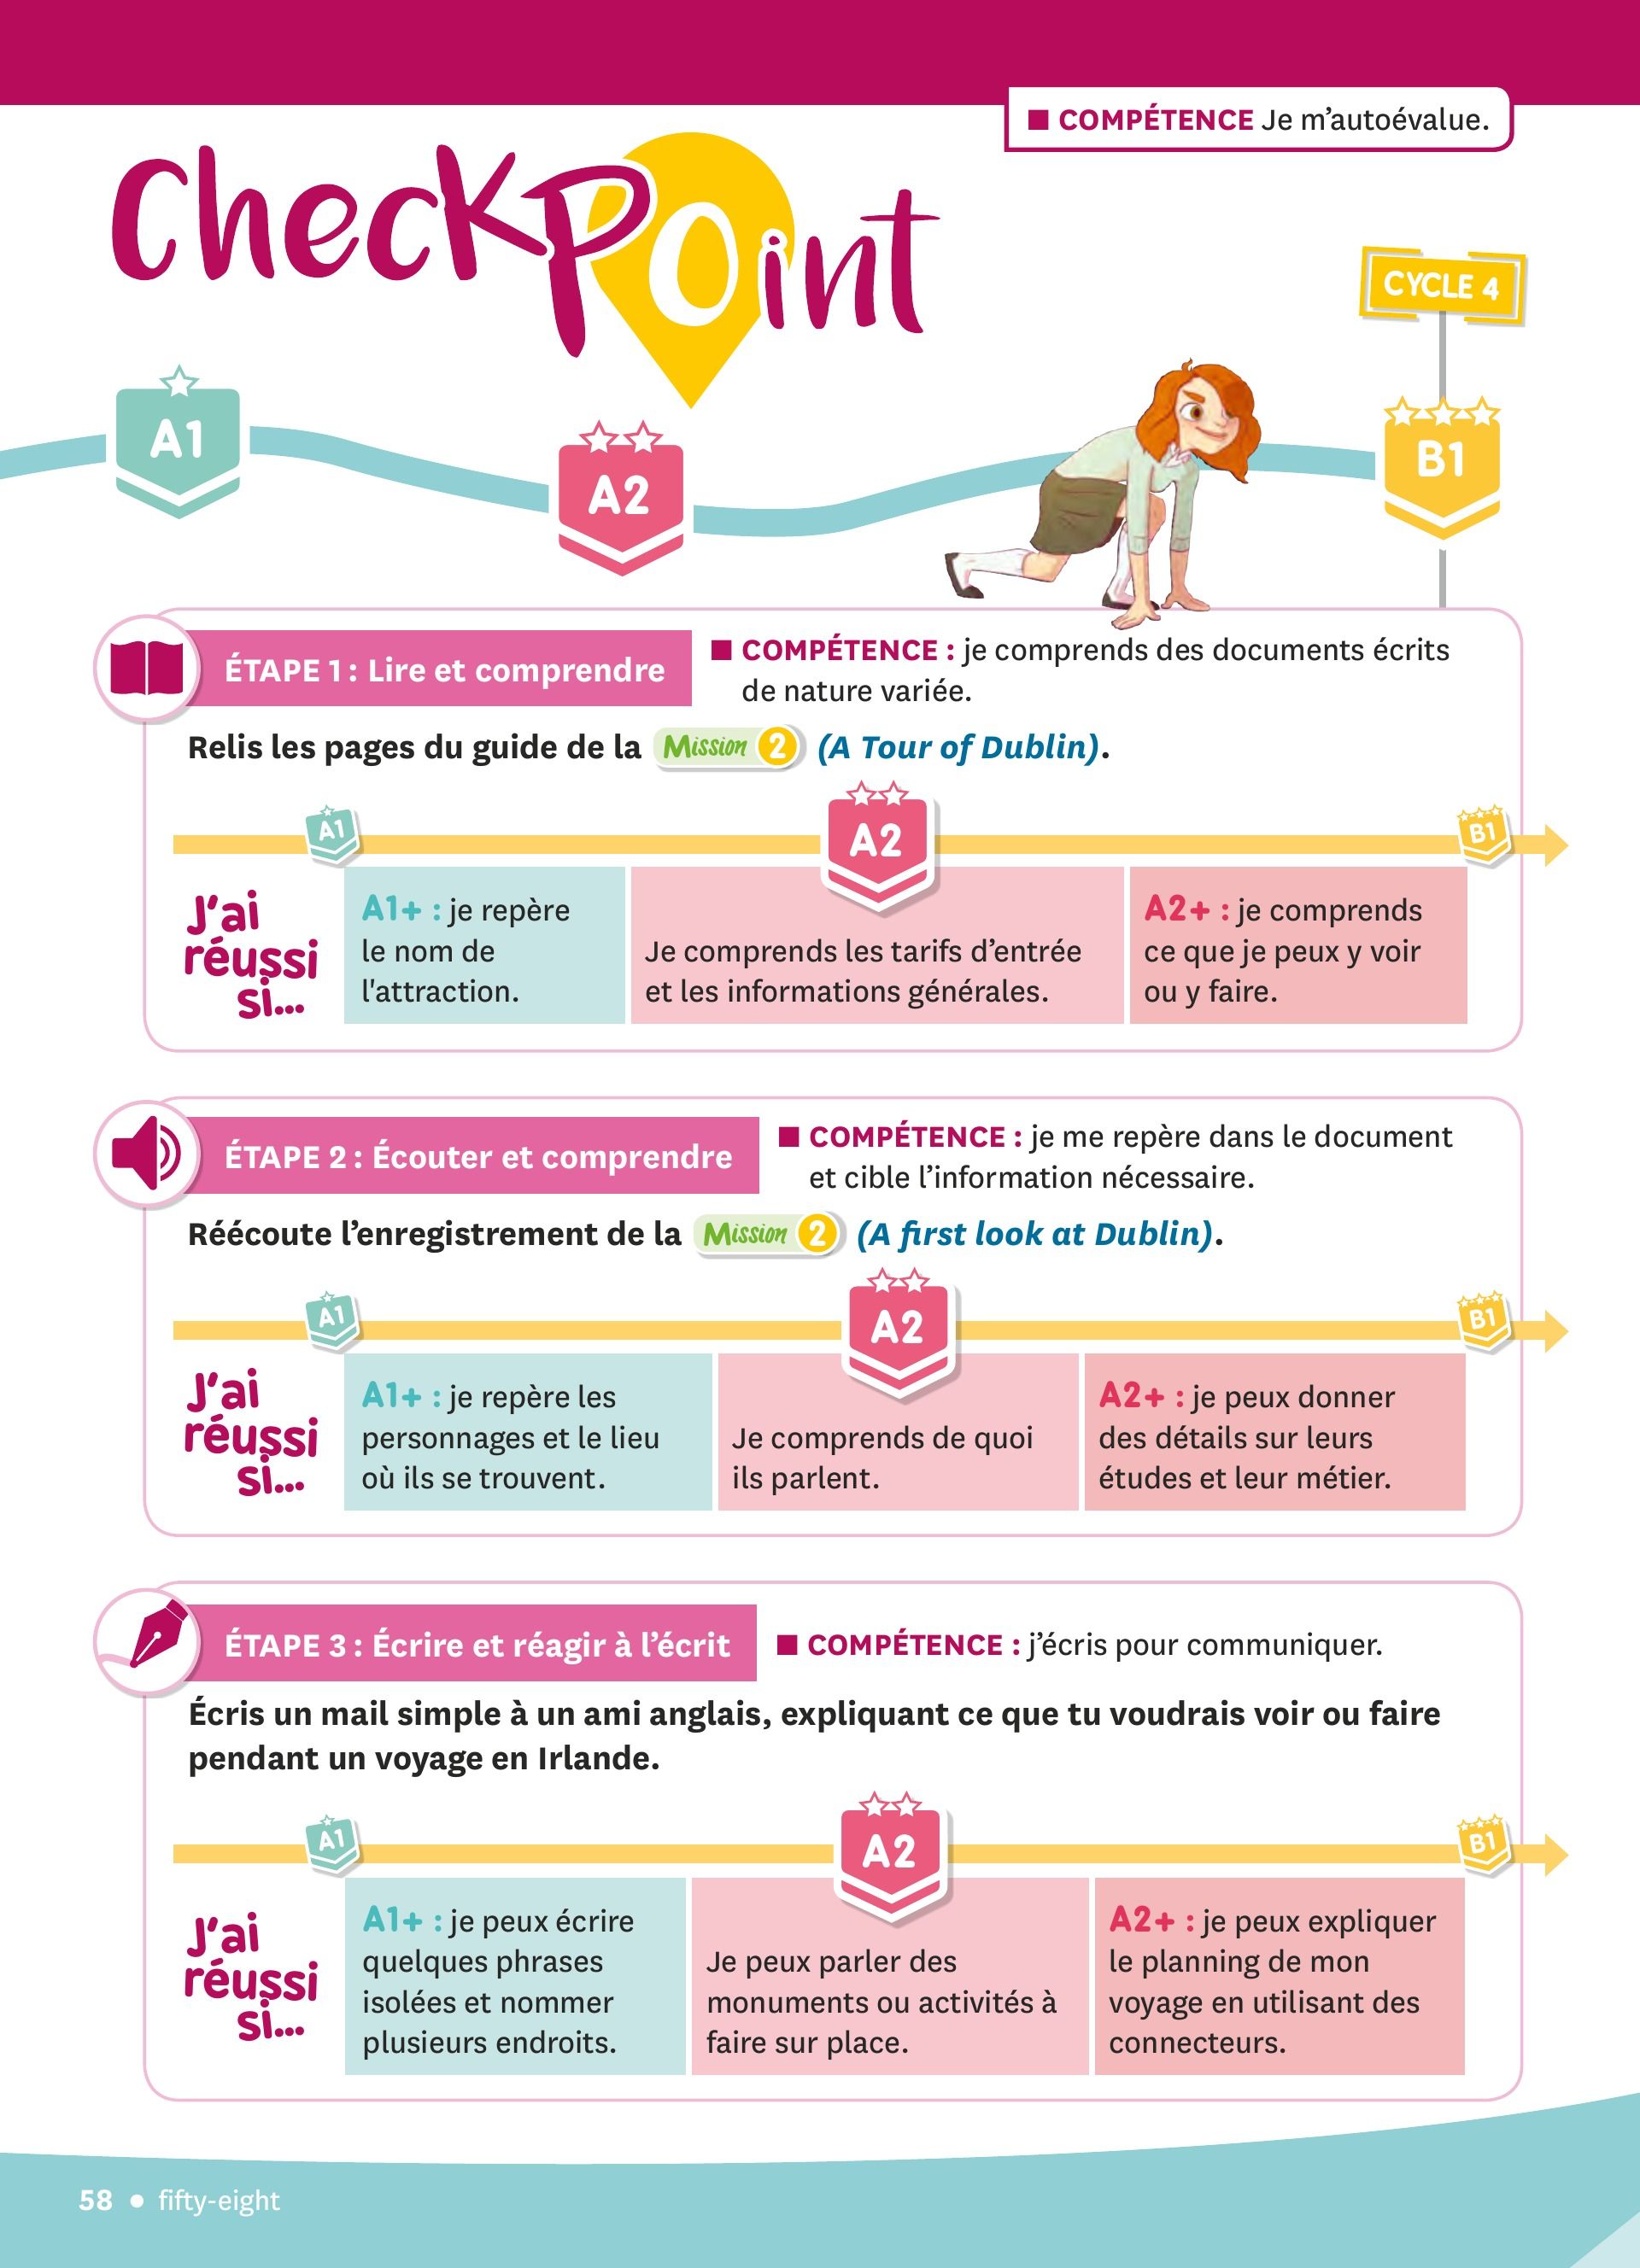 ■ COMPÉTENCE Je m’autoévalue.
CheckPoint
CYCLE 4
A1
A2
B1
ÉTAPE 1 : Lire et comprendre
■ COMPÉTENCE : je comprends des documents écrits
de nature variée.
Relis les pages du guide de la Mission 2 (A Tour of Dublin).
A1
A2
B1
J’ai
réussi
si...
A1+ : je repère
le nom de
l'attraction.
Je comprends les tarifs d’entrée
et les informations générales.
A2+ : je comprends
ce que je peux y voir
ou y faire.
ÉTAPE 2 : Écouter et comprendre
■ COMPÉTENCE : je me repère dans le document
et cible l’information nécessaire.
Réécoute l’enregistrement de la Mission 2 (A first look at Dublin).
A1
A2
B1
J’ai
réussi
si...
A1+ : je repère les
personnages et le lieu
où ils se trouvent.
Je comprends de quoi
ils parlent.
A2+ : je peux donner
des détails sur leurs
études et leur métier.
ÉTAPE 3 : Écrire et réagir à l’écrit
■ COMPÉTENCE : j’écris pour communiquer.
Écris un mail simple à un ami anglais, expliquant ce que tu voudrais voir ou faire
pendant un voyage en Irlande.
A1
A2
B1
J’ai
réussi
si...
A1+ : je peux écrire
quelques phrases
isolées et nommer
plusieurs endroits.
Je peux parler des
monuments ou activités à
faire sur place.
A2+ : je peux expliquer
le planning de mon
voyage en utilisant des
connecteurs.
58 • fifty-eight